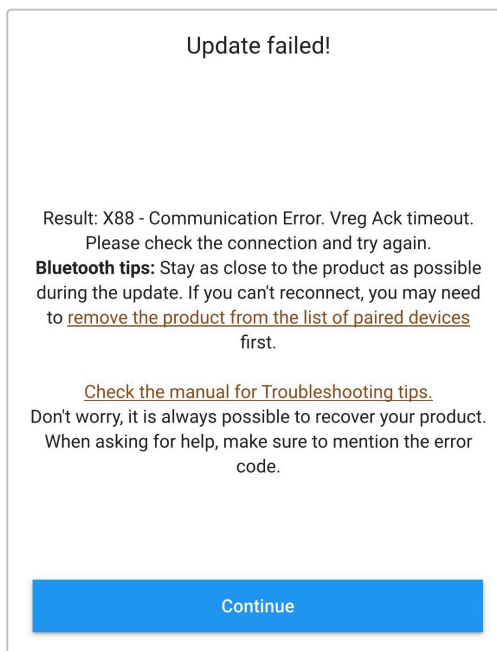 Update failed!
Result: X88 - Communication Error. Vreg Ack timeout.
Please check the connection and try again.
Bluetooth tips: Stay as close to the product as possible
during the update. If you can't reconnect, you may need
to remove the product from the list of paired devices
first.
Check the manual for Troubleshooting tips.
Don't worry, it is always possible to recover your product.
When asking for help, make sure to mention the error
code.
Continue